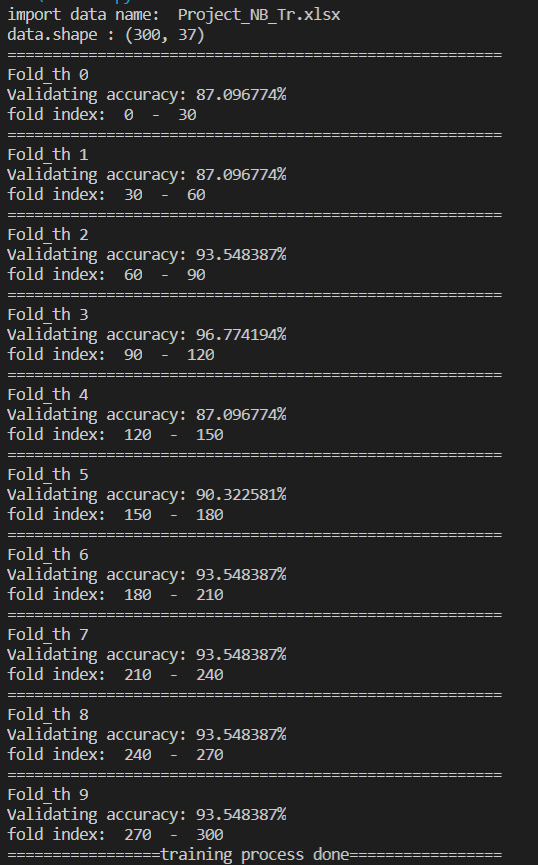 import data name:  Project_NB_Tr.xlsx
data.shape : (300, 37)
=======================================================
Fold_th 0
Validating accuracy: 87.096774%
fold index:  0  -  30
=======================================================
Fold_th 1
Validating accuracy: 87.096774%
fold index:  30  -  60
=======================================================
Fold_th 2
Validating accuracy: 93.548387%
fold index:  60  -  90
=======================================================
Fold_th 3
Validating accuracy: 96.774194%
fold index:  90  -  120
=======================================================
Fold_th 4
Validating accuracy: 87.096774%
fold index:  120  -  150
=======================================================
Fold_th 5
Validating accuracy: 90.322581%
fold index:  150  -  180
=======================================================
Fold_th 6
Validating accuracy: 93.548387%
fold index:  180  -  210
=======================================================
Fold_th 7
Validating accuracy: 93.548387%
fold index:  210  -  240
=======================================================
Fold_th 8
Validating accuracy: 93.548387%
fold index:  240  -  270
=======================================================
Fold_th 9
Validating accuracy: 93.548387%
fold index:  270  -  300
=================training process done=================